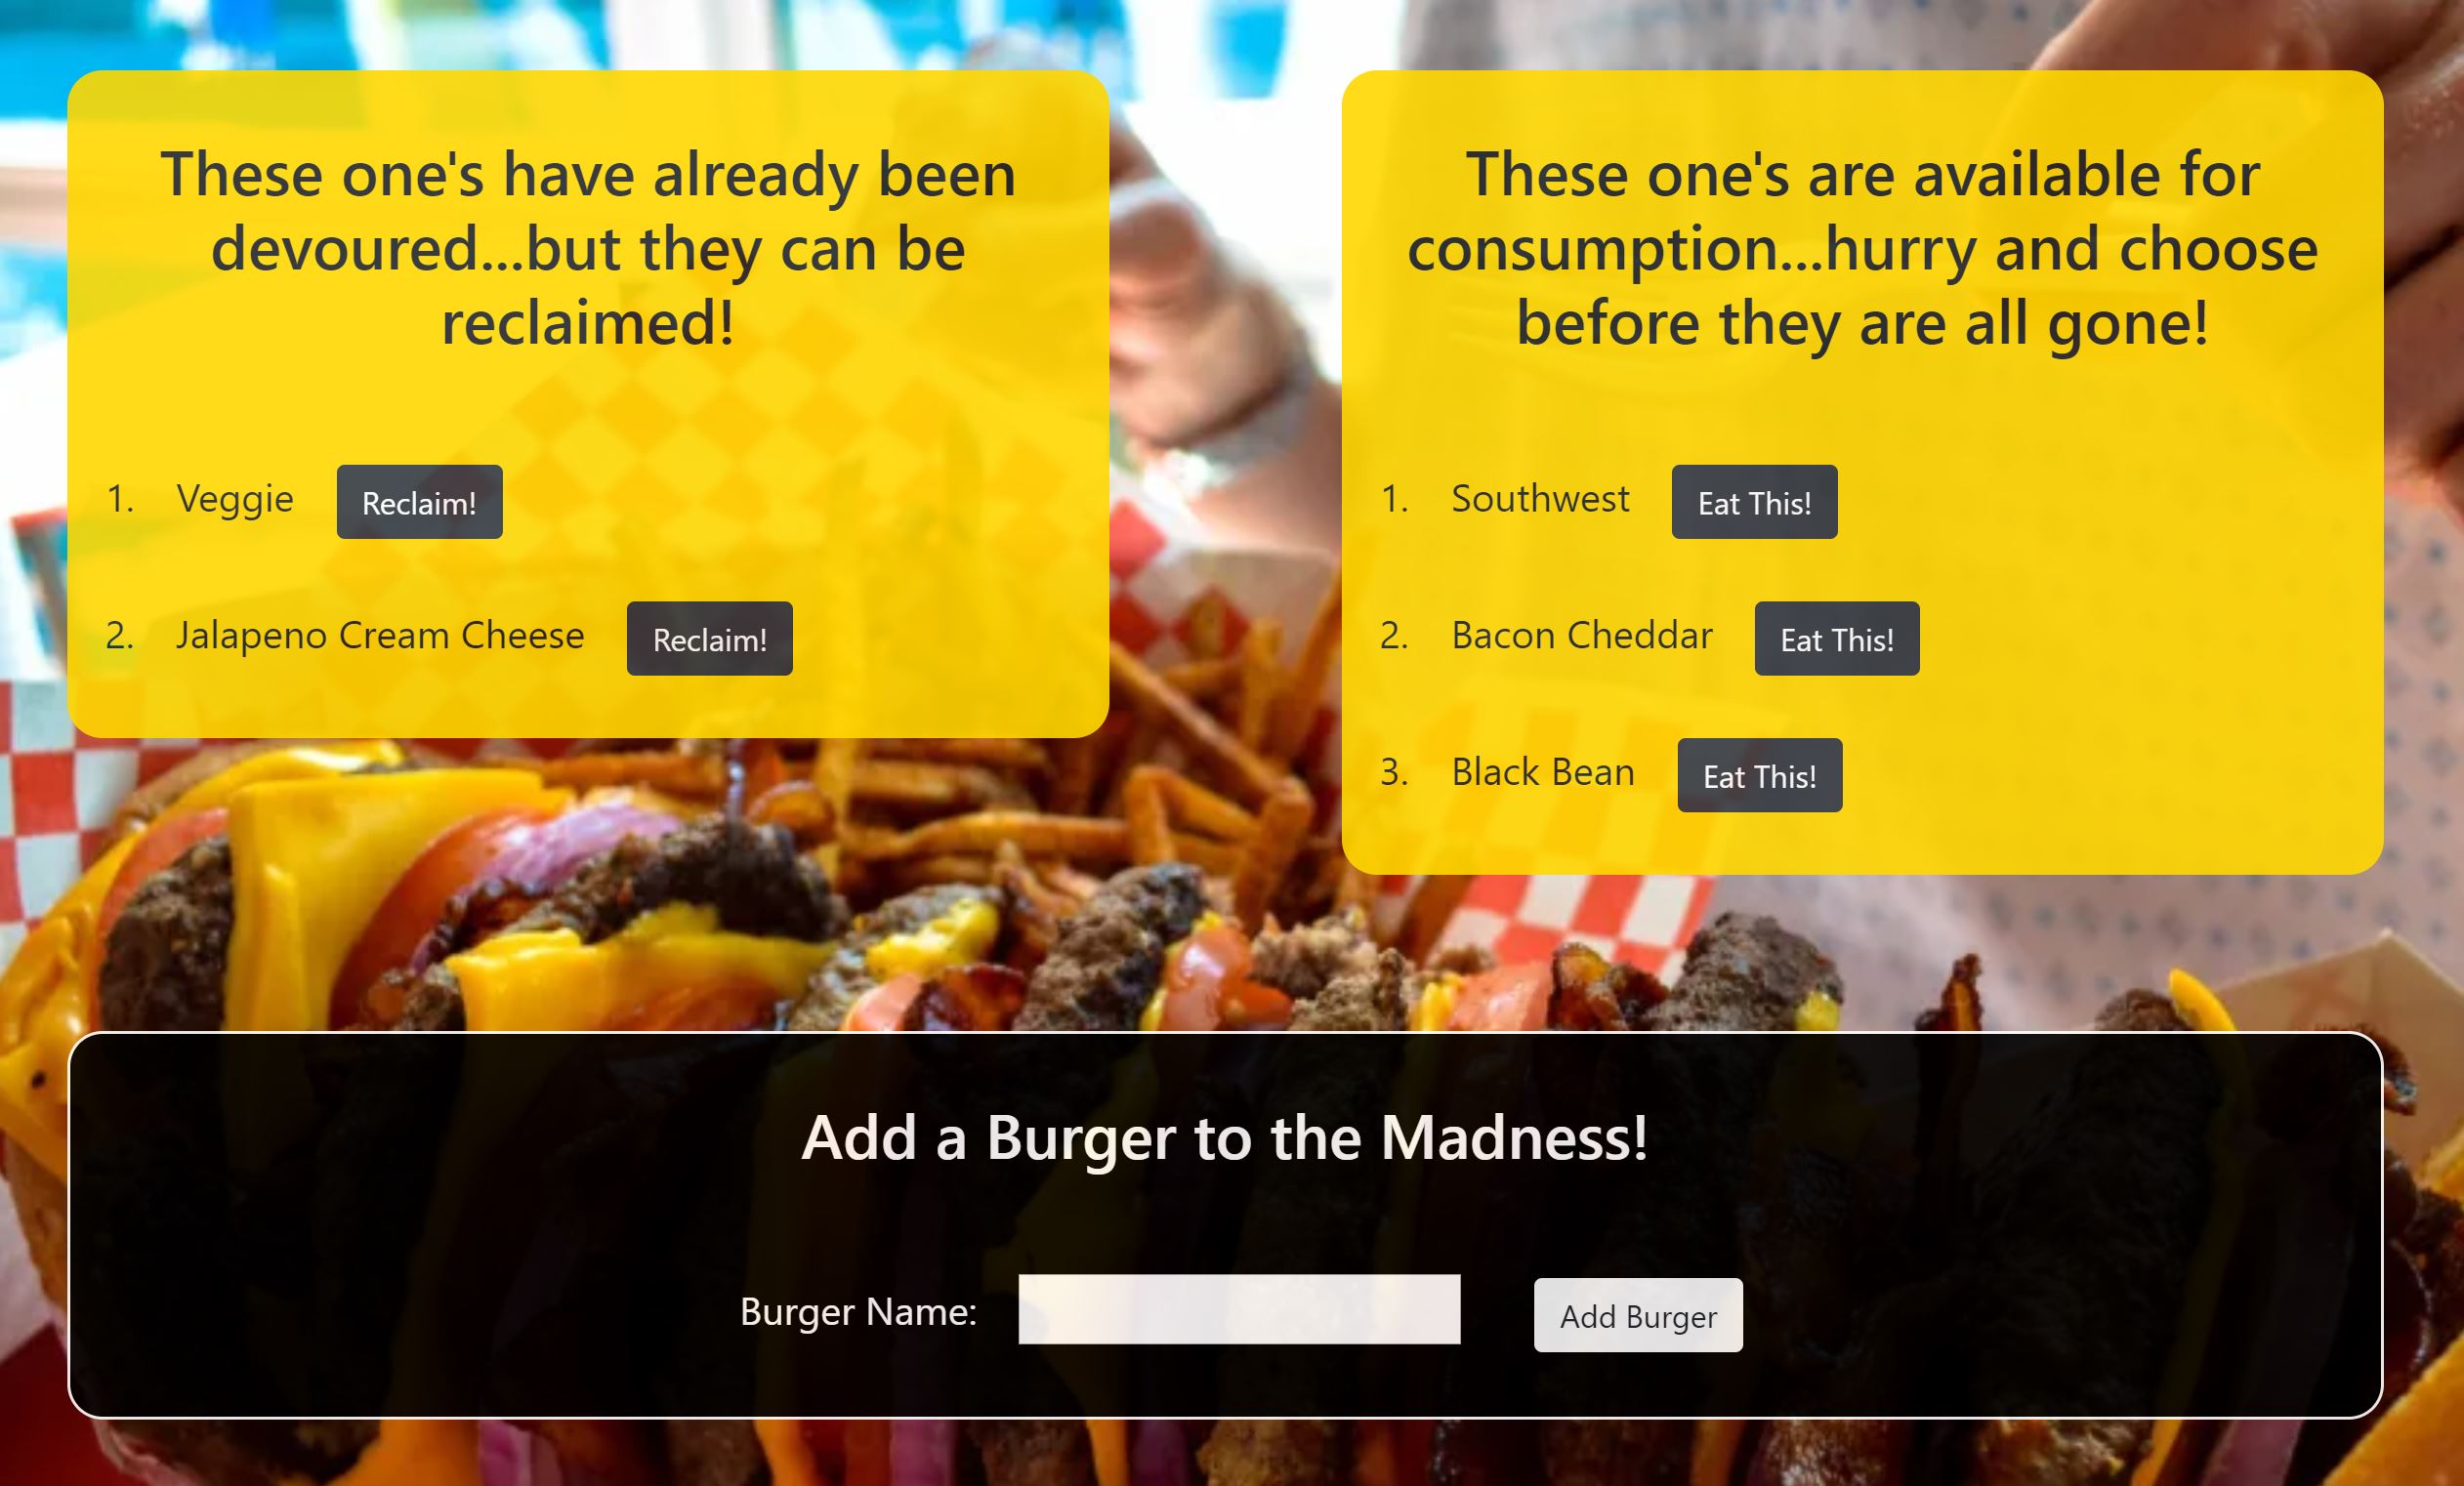 These one's have already been
devoured...but they can be
reclaimed!
1. Veggie Reclaim!
2. Jalapeno Cream Cheese Reclaim!
These one's are available for
consumption...hurry and choose
before they are all gone!
1. Southwest Eat This!
2. Bacon Cheddar Eat This!
3. Black Bean Eat This!
Add a Burger to the Madness!
Burger Name: Add Burger